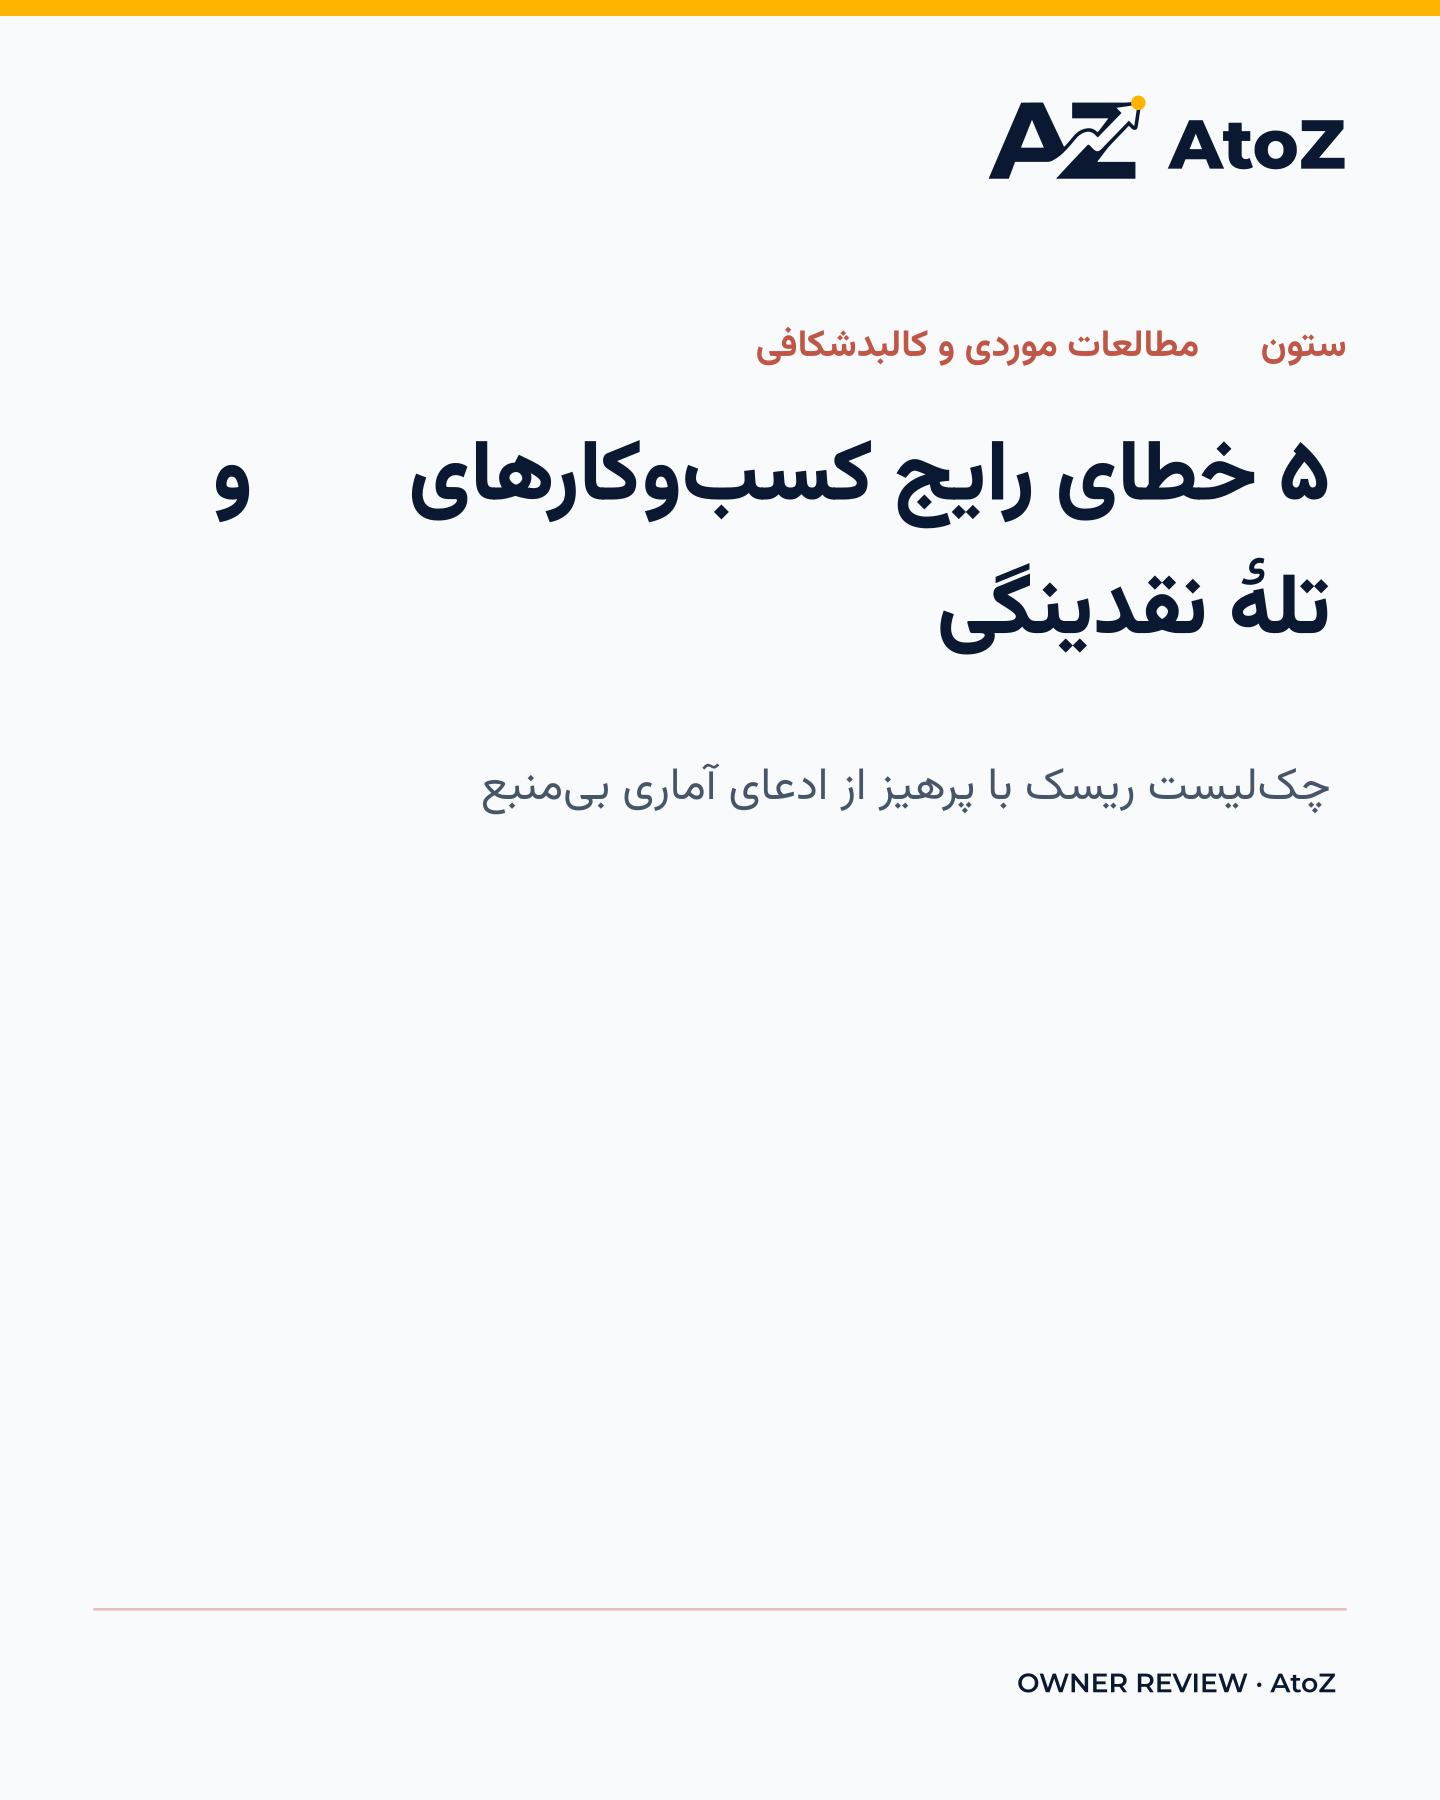 AZ AtoZ
ستون مطالعات موردی و کالبدشکافی
۵ خطای رایج کسب‌وکارهای و
تلهٔ نقدینگی
چک‌لیست ریسک با پرهیز از ادعای آماری بی‌منبع
OWNER REVIEW · AtoZ